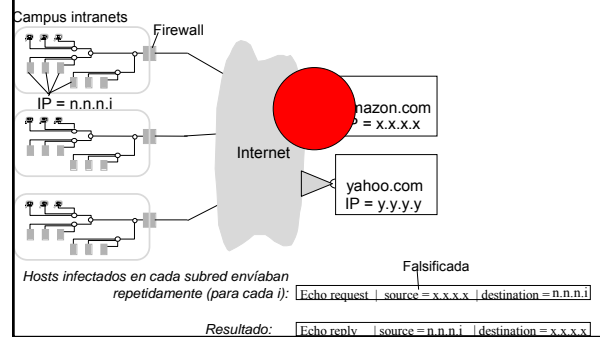 Campus intranets
Firewall
IP = n.n.n.i
Internet
mazon.com
= x.x.x.x
yahoo.com
IP = y.y.y.y
Falsificada
Hosts infectados en cada subred envíaban
repetidamente (para cada i):
Echo request | source = x.x.x.x | destination = n.n.n.i
Resultado:
Echo reply | source = n.n.n.i | destination = x.x.x.x